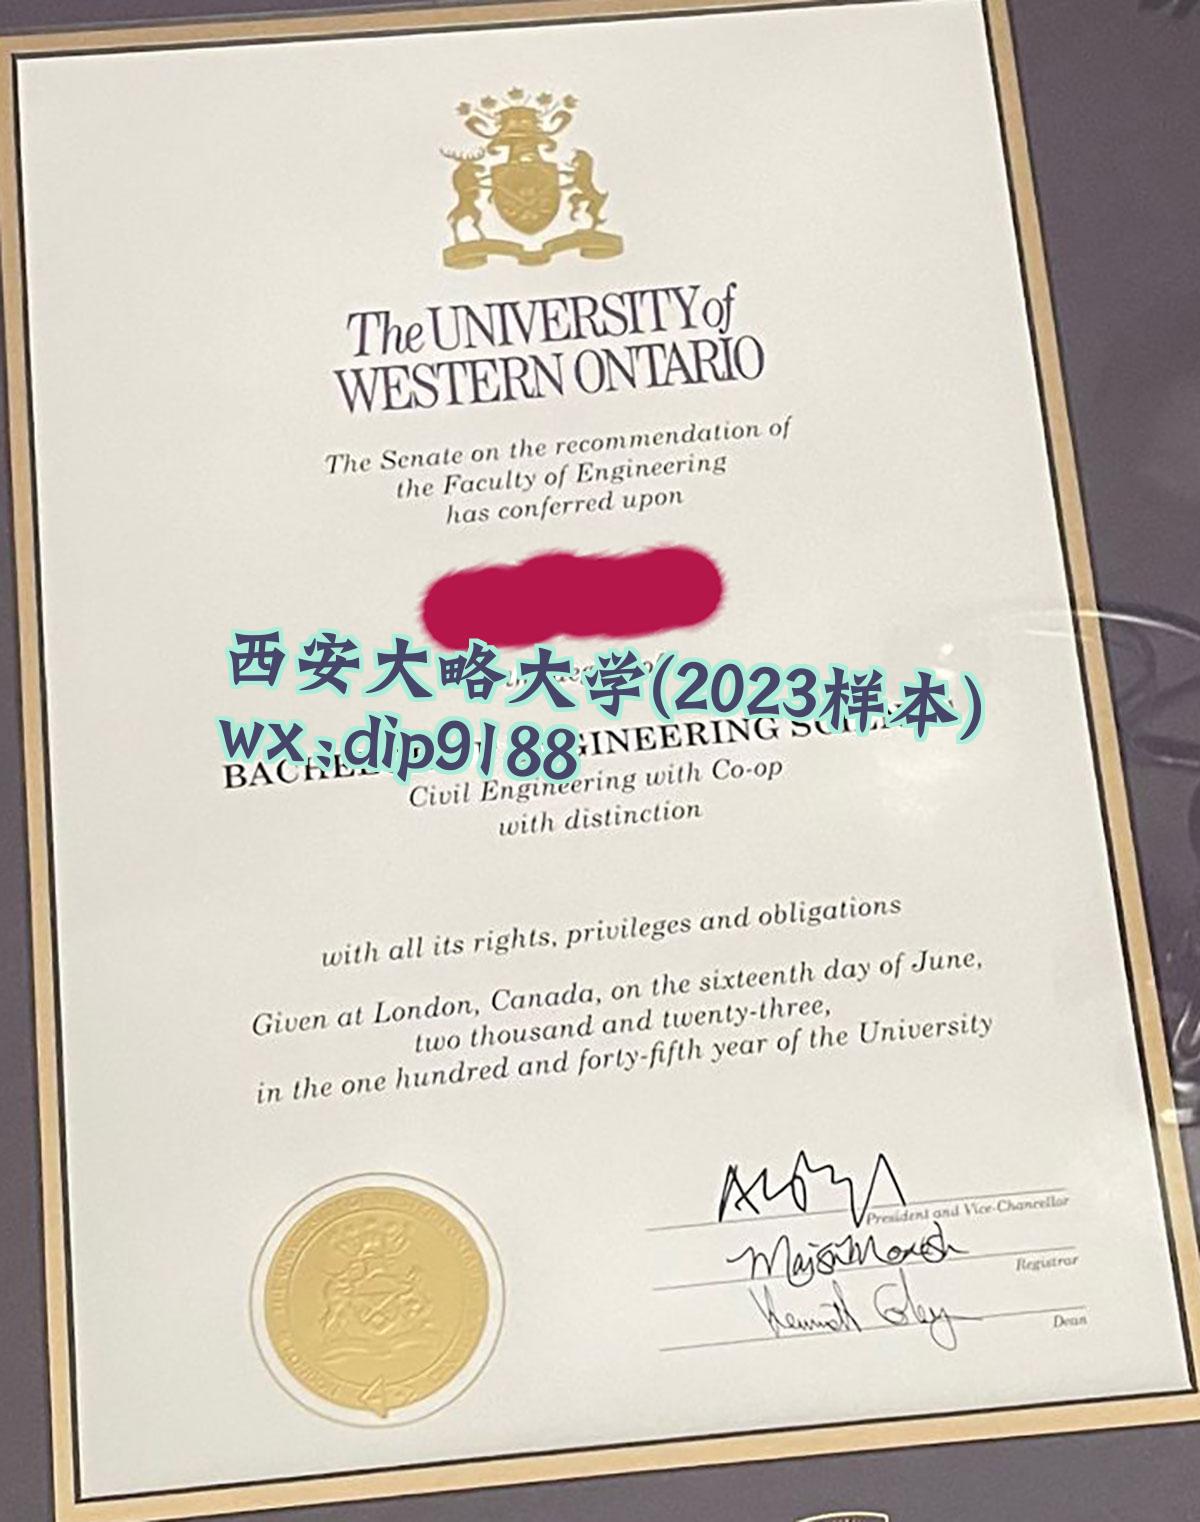 The UNIVERSITY of
WESTERN ONTARIO
The Senate on the recommendation of
the Faculty of Engineering
has conferred upon
西安大略大学(2023样本)
wx:dip9188
ENGINEERING
Civil Engineering with Co-op
with distinction
with all its rights, privileges and obligations
Given at London, Canada, on the sixteenth day of June,
two thousand and twenty-three,
in the one hundred and forty-fifth year of the University
President and Vice-Chancellor
Registrar
Dean